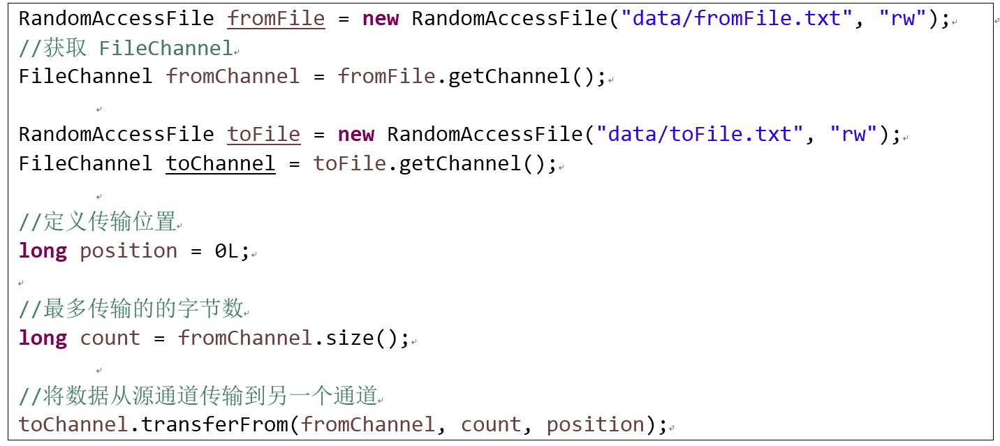 RandomAccessFile fromFile = new RandomAccessFile("data/fromFile.txt", "rw");
//获取 FileChannel
FileChannel fromChannel = fromFile.getChannel();
RandomAccessFile toFile = new RandomAccessFile("data/toFile.txt", "rw");
FileChannel toChannel = toFile.getChannel();
//定义传输位置
long position = 0L;
//最多传输的的字节数
long count = fromChannel.size();
//将数据从源通道传输到另一个通道
toChannel.transferFrom(fromChannel, count, position);